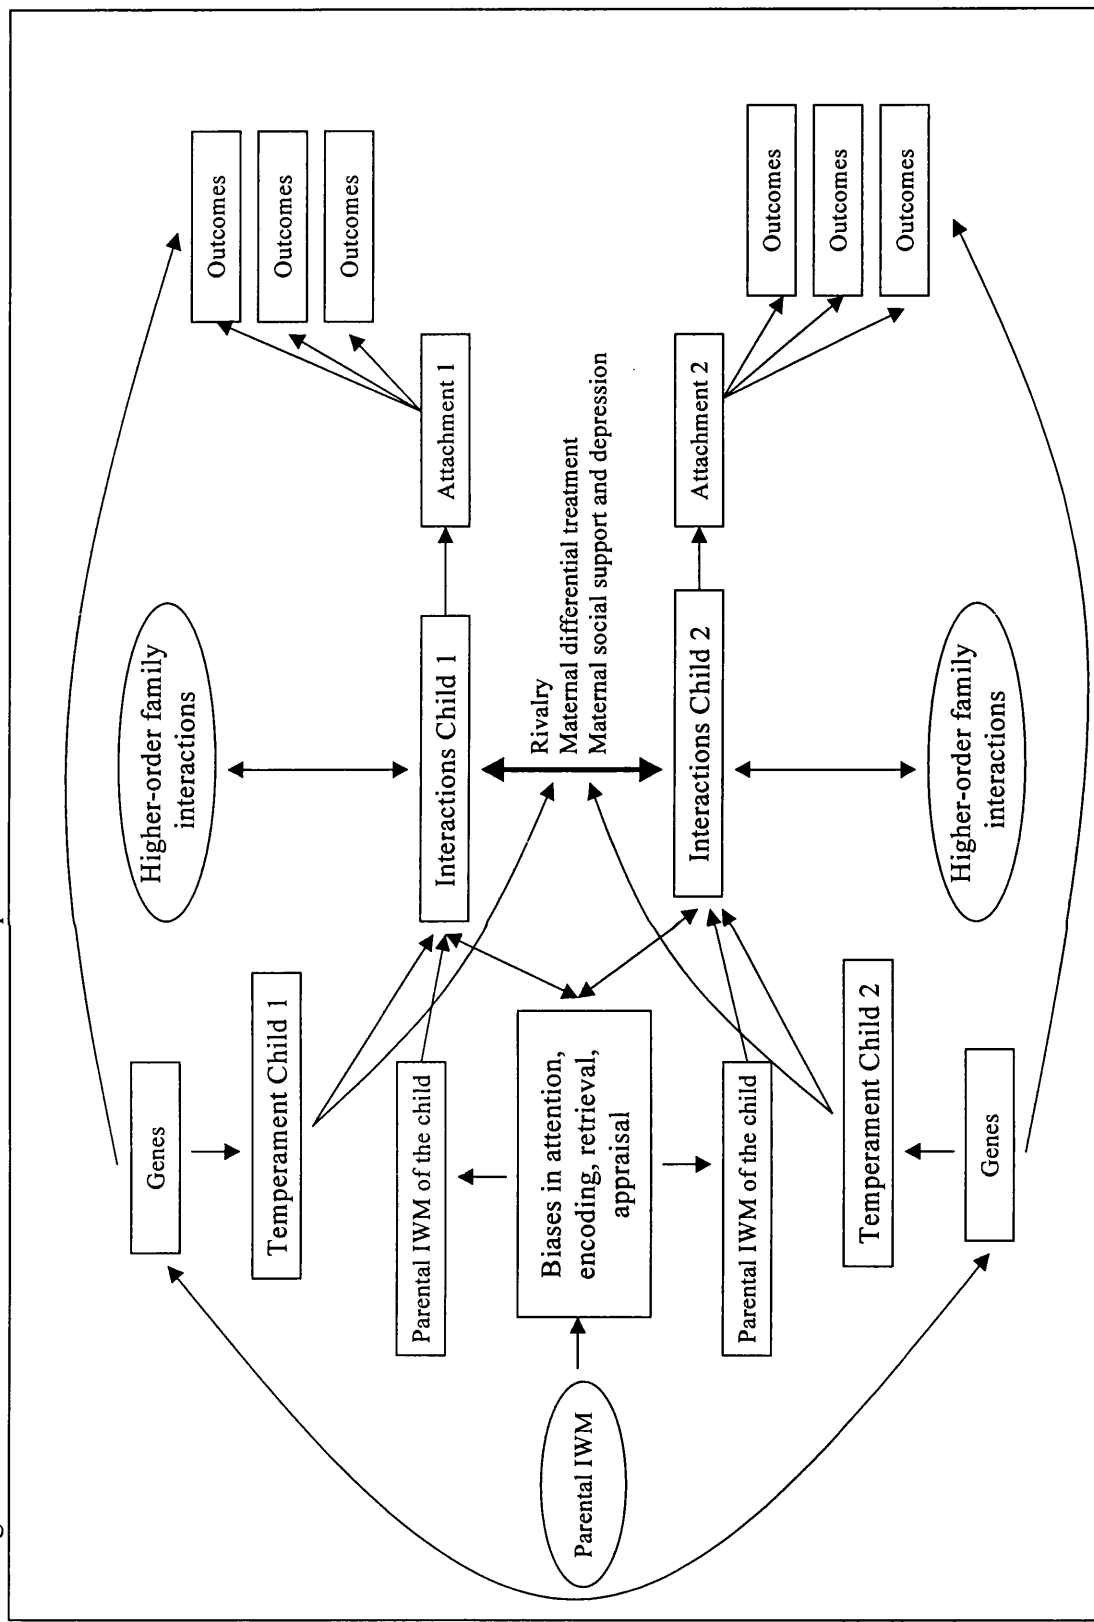 Genes
Temperament Child 1
Parental IWM of the child
Parental IWM
Biases in attention,
encoding, retrieval,
appraisal
Parental IWM of the child
Temperament Child 2
Genes
Higher-order family
interactions
Interactions Child 1
Rivalry
Maternal differential treatment
Maternal social support and depression
Interactions Child 2
Higher-order family
interactions
Attachment 1
Attachment 2
Outcomes
Outcomes
Outcomes
Outcomes
Outcomes
Outcomes